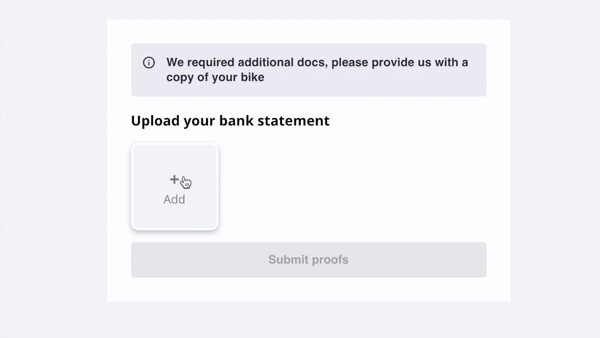 We required additional docs, please provide us with a
copy of your bike
Upload your bank statement
+
Add
Submit proofs